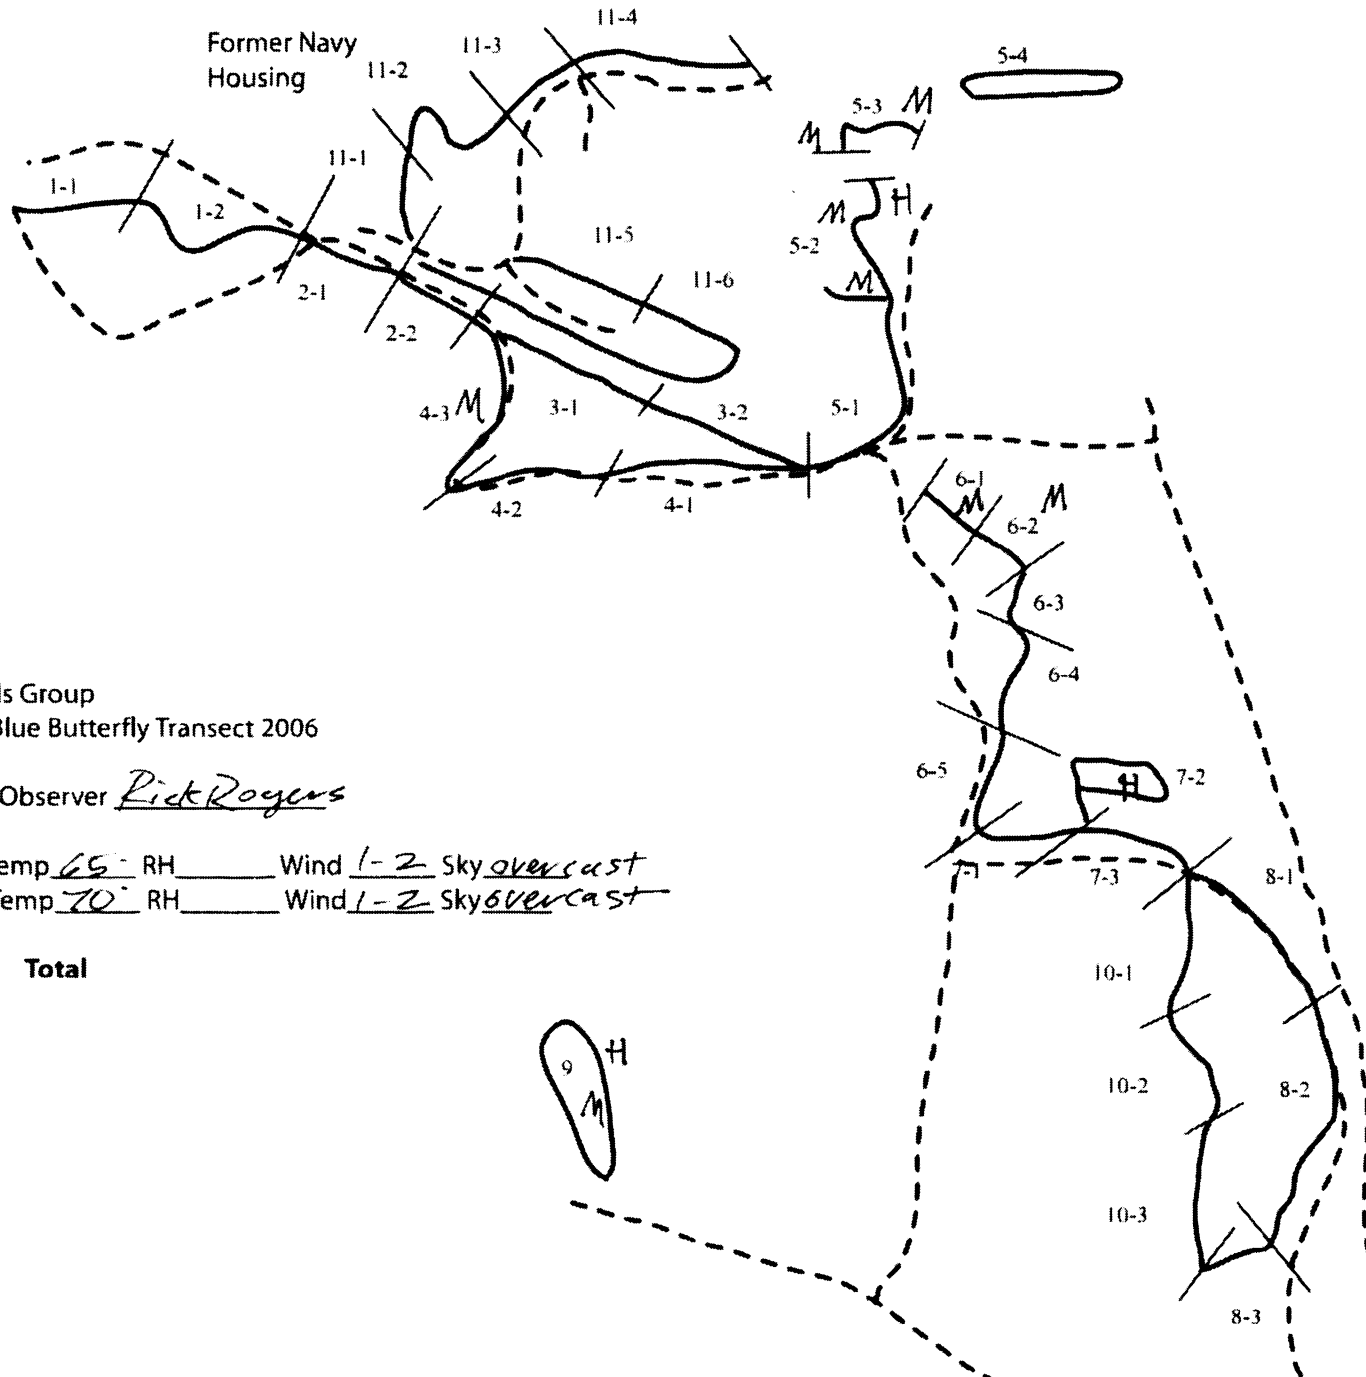 11-4
Former Navy
Housing
11-3
11-2
5-4
5-3 M
M
11-1
1-1
1-2
H
M
5-2
11-5
11-6
M
2-1
2-2
4-3 M
3-1
3-2
5-1
6-1
M
M
6-2
4-2
4-1
6-3
6-4
ls Group
Blue Butterfly Transect 2006
6-5
H
7-2
Observer Rick Rogers
emp 65° RH Wind 1-2 Sky overcast
Temp 70° RH Wind 1-2 Sky overcast
-1
7-3
8-1
Total
10-1
9
H
M
10-2
8-2
10-3
8-3